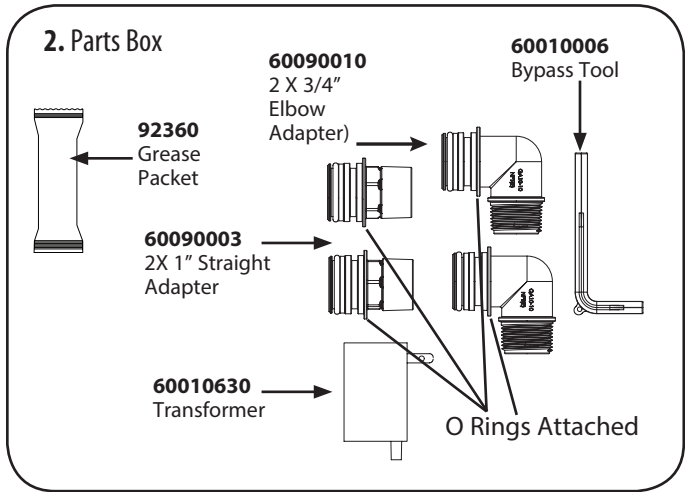 2. Parts Box
60090010
2 X 3/4”
Elbow
Adapter)
60010006
Bypass Tool
92360
Grease
Packet
60090003
2X 1” Straight
Adapter
60010630
Transformer
O Rings Attached